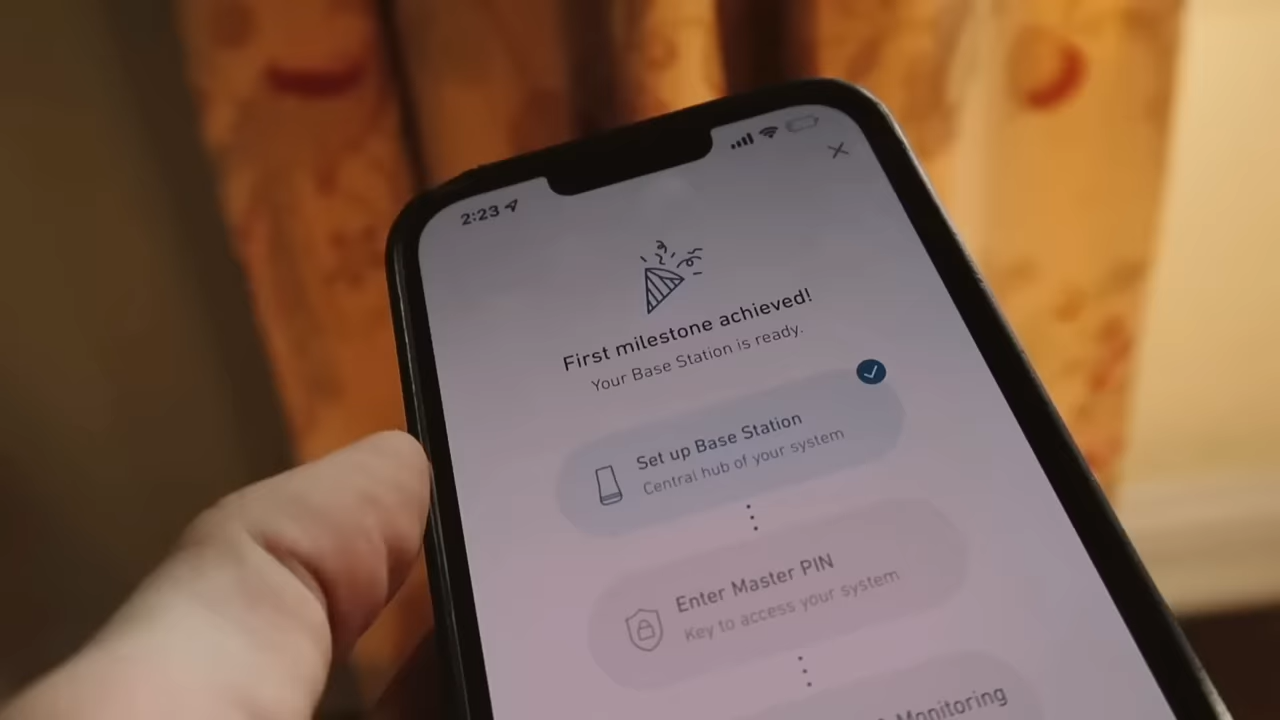 2:23
First milestone achieved!
Your Base Station is ready.
Set up Base Station
Central hub of your system
Enter Master PIN
Key to access your system
Monitoring